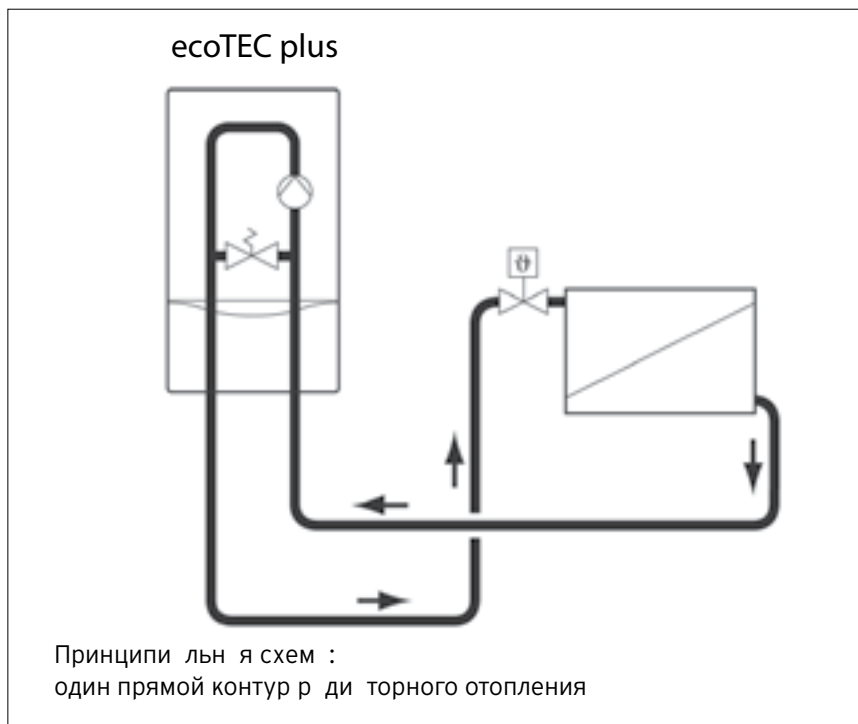 ecoTEC plus
Принципи льн я схем :
один прямой контур р ди торного отопления